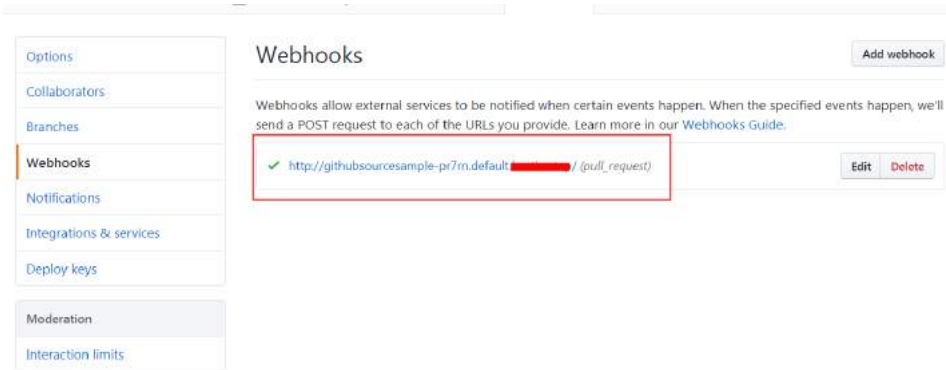 Options
Collaborators
Branches
Webhooks
Notifications
Integrations & services
Deploy keys
Moderation
Interaction limits
Webhooks
Add webhook
Webhooks allow external services to be notified when certain events happen. When the specified events happen, we'll
send a POST request to each of the URLs you provide. Learn more in our Webhooks Guide.
✓ http://githubsourcesample-pr7rn.default. / (pull_request)
Edit Delete